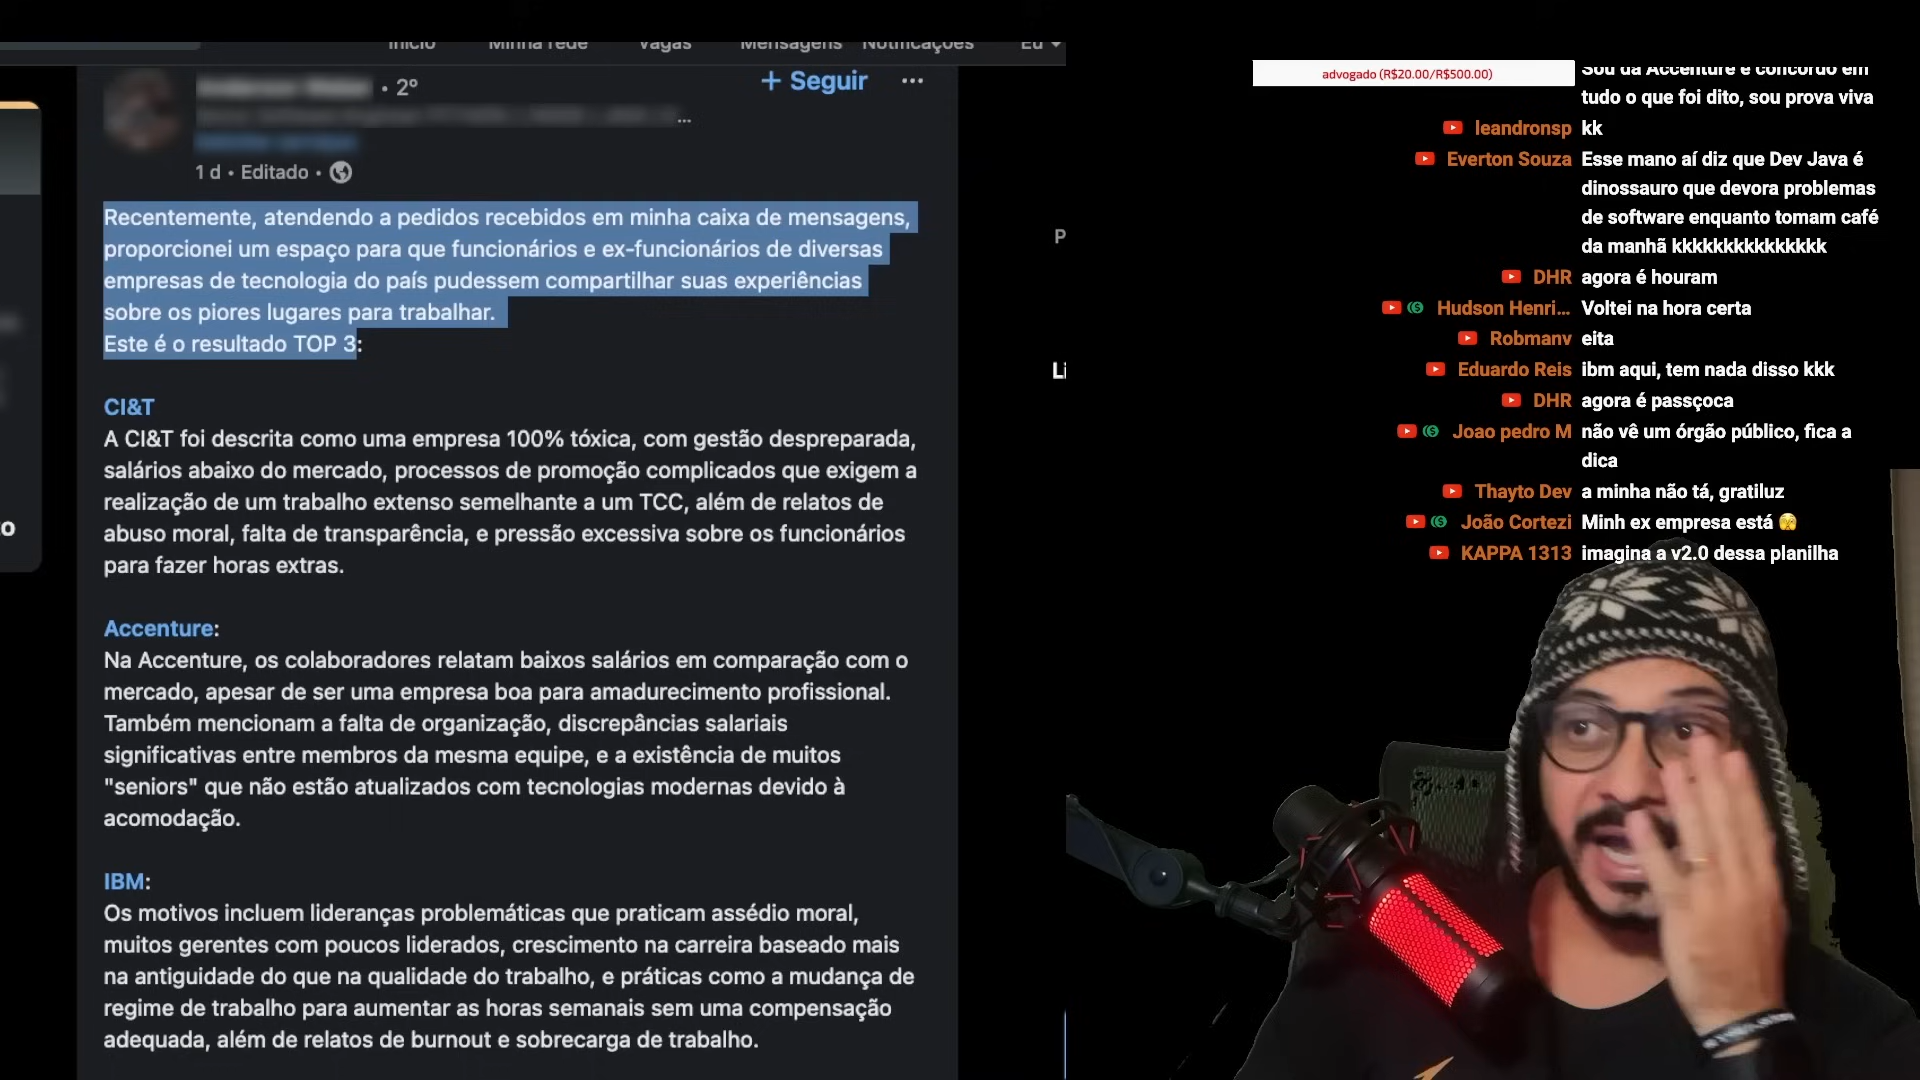 Início Minha rede Vagas Mensagens Notificações Eu
• 2º
+ Seguir
...
1 d • Editado •
Recentemente, atendendo a pedidos recebidos em minha caixa de mensagens,
proporcionei um espaço para que funcionários e ex-funcionários de diversas
empresas de tecnologia do país pudessem compartilhar suas experiências
sobre os piores lugares para trabalhar.
Este é o resultado TOP 3:
CI&T
A CI&T foi descrita como uma empresa 100% tóxica, com gestão despreparada,
salários abaixo do mercado, processos de promoção complicados que exigem a
realização de um trabalho extenso semelhante a um TCC, além de relatos de
abuso moral, falta de transparência, e pressão excessiva sobre os funcionários
para fazer horas extras.
Accenture:
Na Accenture, os colaboradores relatam baixos salários em comparação com o
mercado, apesar de ser uma empresa boa para amadurecimento profissional.
Também mencionam a falta de organização, discrepâncias salariais
significativas entre membros da mesma equipe, e a existência de muitos
"seniors" que não estão atualizados com tecnologias modernas devido à
acomodação.
IBM:
Os motivos incluem lideranças problemáticas que praticam assédio moral,
muitos gerentes com poucos liderados, crescimento na carreira baseado mais
na antiguidade do que na qualidade do trabalho, e práticas como a mudança de
regime de trabalho para aumentar as horas semanais sem uma compensação
adequada, além de relatos de burnout e sobrecarga de trabalho.
o
P
Li
advogado (R$20.00/R$500.00)
Sou da Accenture e concordo em
tudo o que foi dito, sou prova viva
leandronsp kk
Everton Souza Esse mano aí diz que Dev Java é
dinossauro que devora problemas
de software enquanto tomam café
da manhã kkkkkkkkkkkkkkk
DHR agora é houram
Hudson Henri... Voltei na hora certa
Robmanv eita
Eduardo Reis ibm aqui, tem nada disso kkk
DHR agora é passçoca
Joao pedro M não vê um órgão público, fica a
dica
Thayto Dev a minha não tá, gratiluz
João Cortezi Minh ex empresa está 🫣
KAPPA 1313 imagina a v2.0 dessa planilha